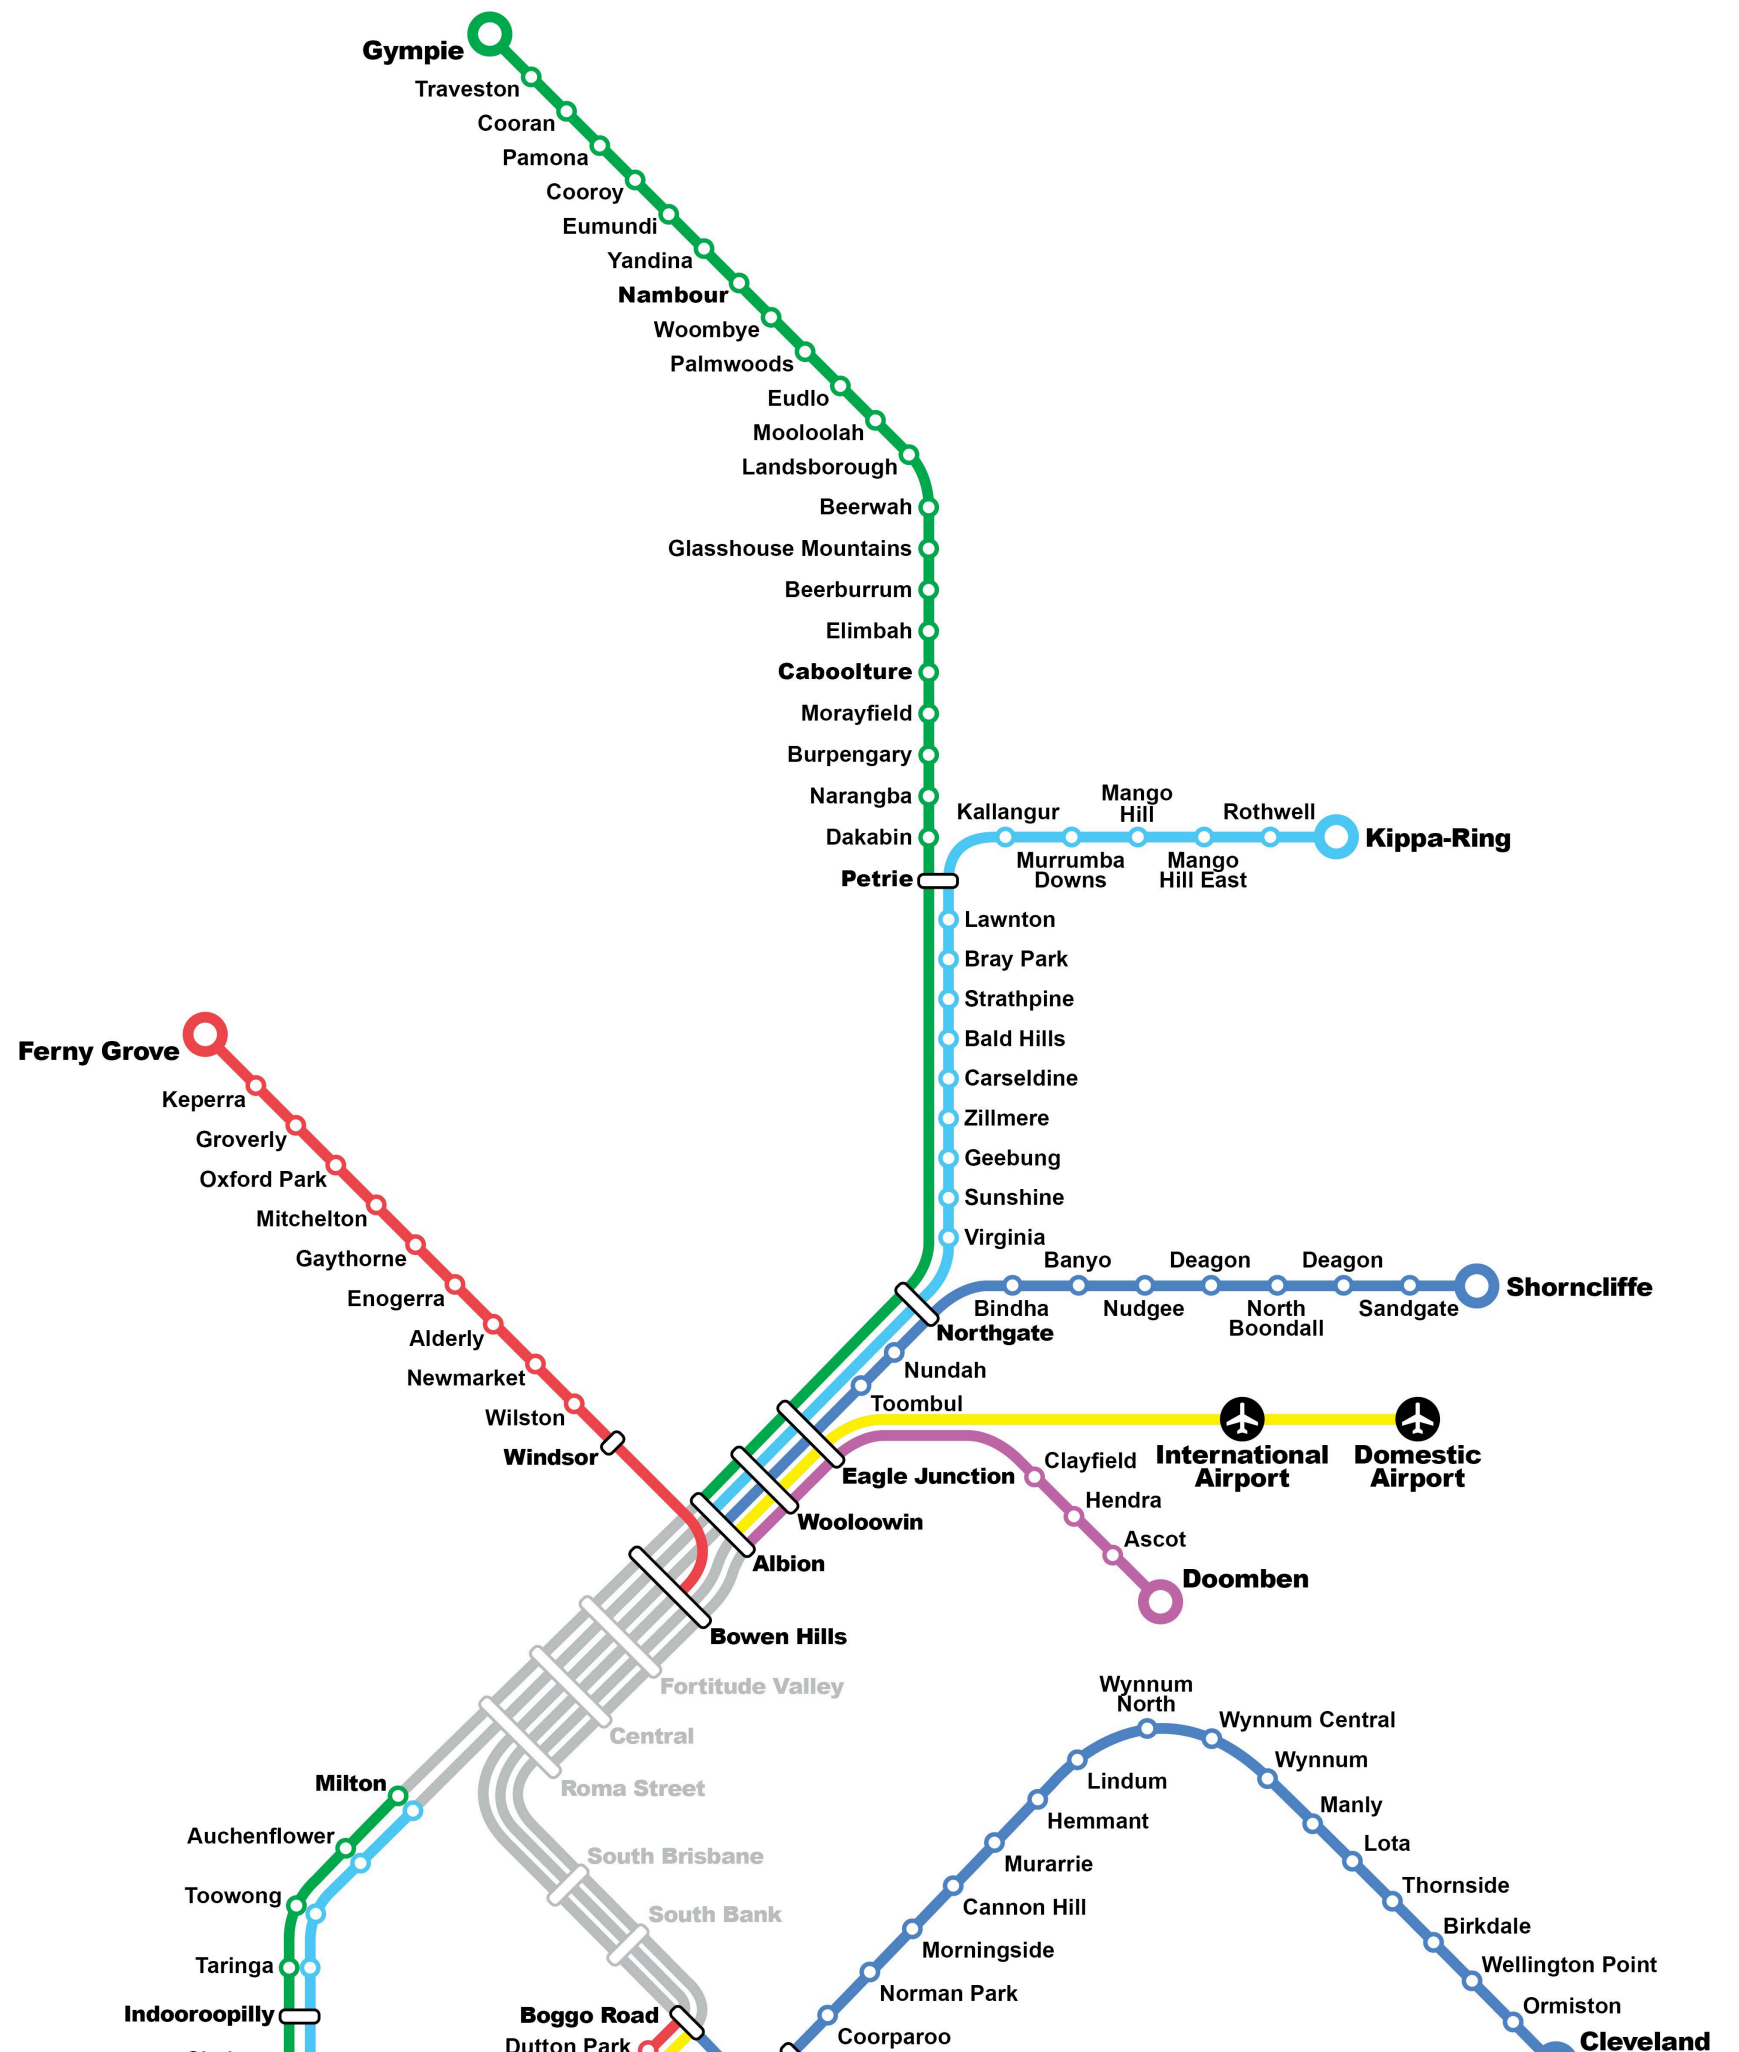 Gympie
Traveston
Cooran
Pamona
Cooroy
Eumundi
Yandina
Nambour
Woombye
Palmwoods
Eudlo
Mooloolah
Landsborough
Beerwah
Glasshouse Mountains
Beerburrum
Elimbah
Caboolture
Morayfield
Burpengary
Narangba
Dakabin
Petrie
Kallangur
Murrumba
Downs
Mango
Hill
Mango
Hill East
Rothwell
Kippa-Ring
Lawnton
Bray Park
Strathpine
Bald Hills
Carseldine
Zillmere
Geebung
Sunshine
Virginia
Ferny Grove
Keperra
Groverly
Oxford Park
Mitchelton
Gaythorne
Enogerra
Alderly
Newmarket
Wilston
Windsor
Northgate
Bindha
Banyo
Nudgee
Deagon
North
Boondall
Deagon
Sandgate
Shorncliffe
Nundah
Toombul
Eagle Junction
International
Airport
Domestic
Airport
Clayfield
Hendra
Ascot
Doomben
Wooloowin
Albion
Bowen Hills
Fortitude Valley
Central
Roma Street
South Brisbane
South Bank
Boggo Road
Dutton Park
Milton
Auchenflower
Toowong
Taringa
Indooroopilly
Wynnum
North
Wynnum Central
Wynnum
Manly
Lota
Thornside
Birkdale
Wellington Point
Ormiston
Cleveland
Lindum
Hemmant
Murarrie
Cannon Hill
Morningside
Norman Park
Coorparoo